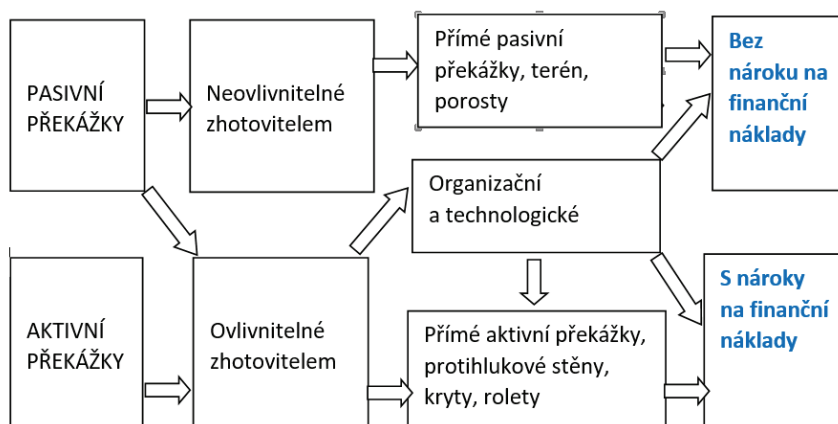 PASIVNÍ
PŘEKÁŽKY
Neovlivnitelné
zhotovitelem
Přímé pasivní
překážky, terén,
porosty
Bez
nároku na
finanční
náklady
Organizační
a technologické
AKTIVNÍ
PŘEKÁŽKY
Ovlivnitelné
zhotovitelem
Přímé aktivní překážky,
protihlukové stěny,
kryty, rolety
S nároky
na finanční
náklady